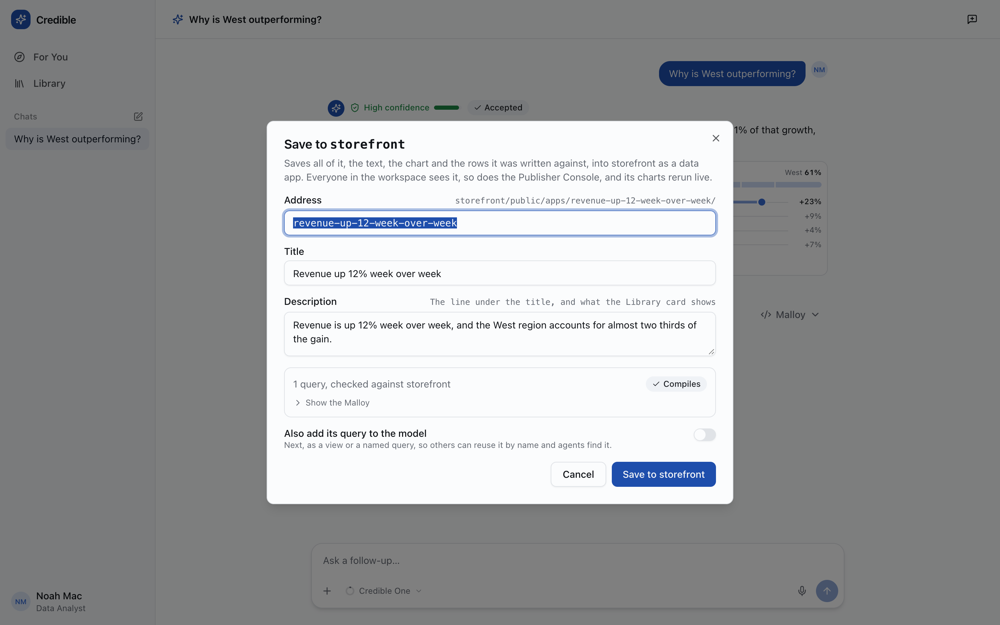 Credible
For You
Library
Chats
Why is West outperforming?
NM
Noah Mac
Data Analyst
Why is West outperforming?
Why is West outperforming?
NM
High confidence
Accepted
1% of that growth,
West 61%
+23%
+9%
+4%
+7%
</> Malloy
Save to storefront
Saves all of it, the text, the chart and the rows it was written against, into storefront as a data
app. Everyone in the workspace sees it, so does the Publisher Console, and its charts rerun live.
Address
storefront/public/apps/revenue-up-12-week-over-week/
revenue-up-12-week-over-week
Title
Revenue up 12% week over week
Description
The line under the title, and what the Library card shows
Revenue is up 12% week over week, and the West region accounts for almost two thirds of
the gain.
1 query, checked against storefront
Compiles
Show the Malloy
Also add its query to the model
Next, as a view or a named query, so others can reuse it by name and agents find it.
Cancel
Save to storefront
Ask a follow-up...
Credible One